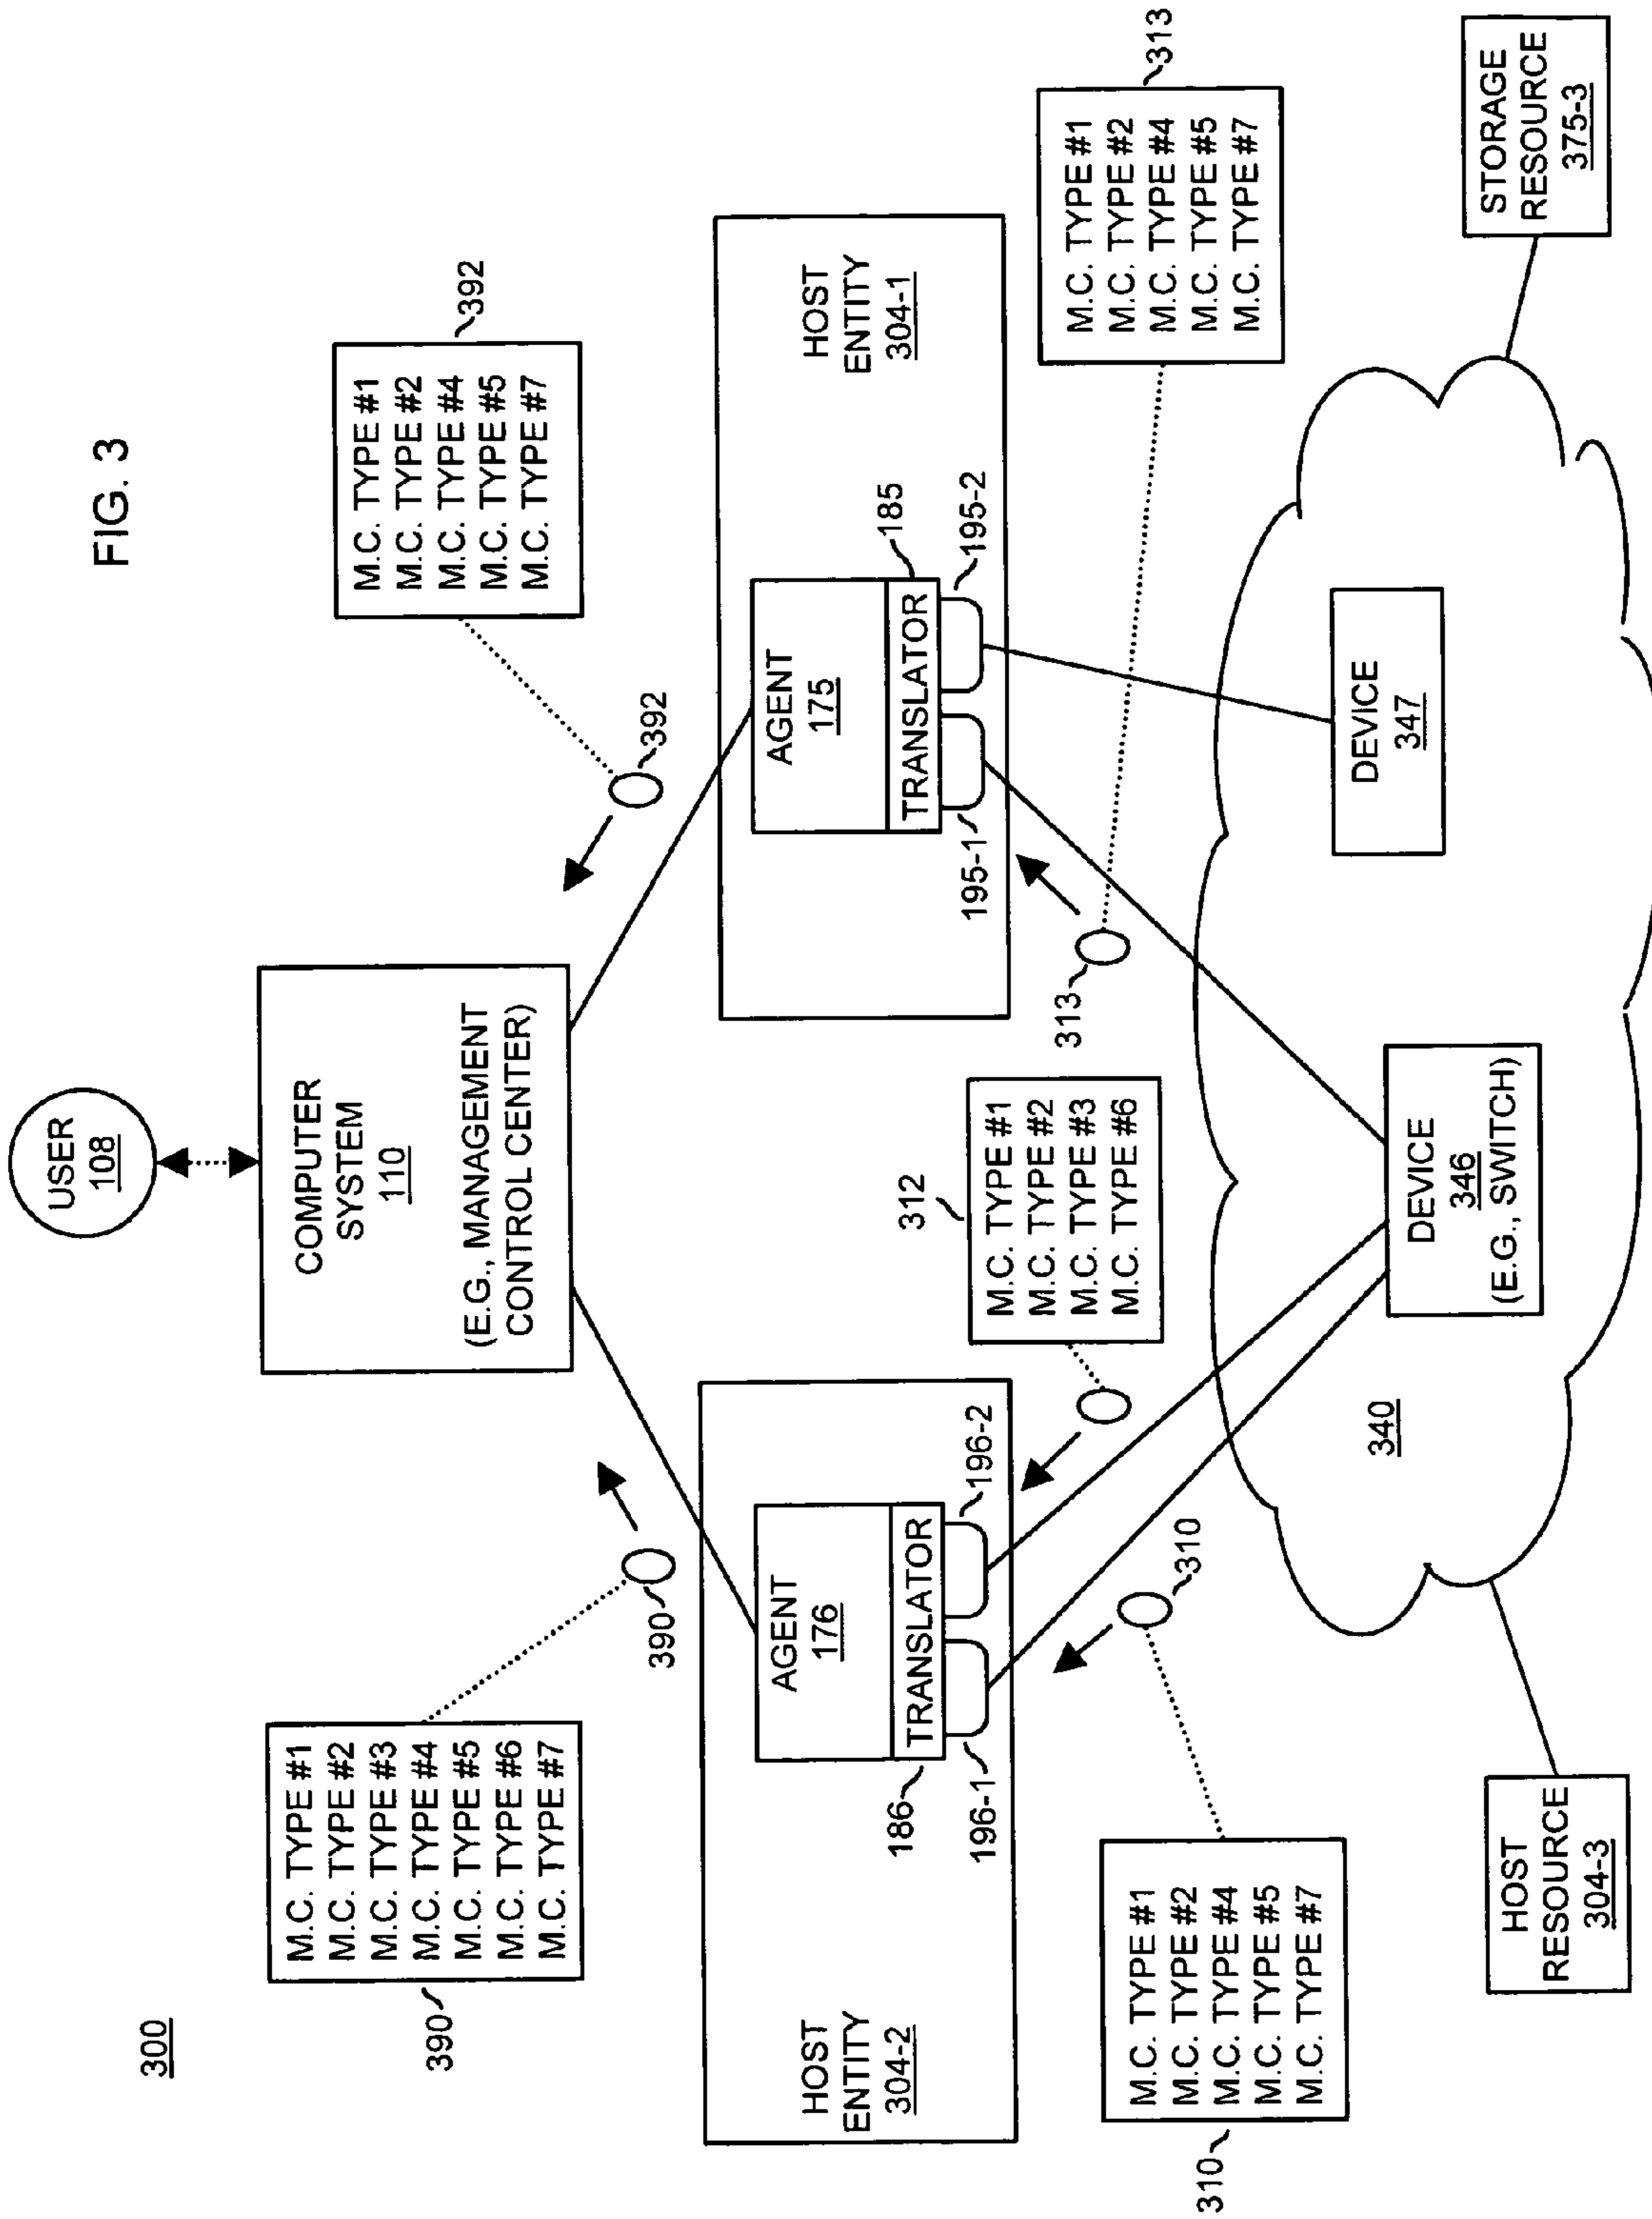 FIG. 3
300
USER
108
COMPUTER
SYSTEM
110
(E.G., MANAGEMENT
CONTROL CENTER)
390
M.C. TYPE #1
M.C. TYPE #2
M.C. TYPE #3
M.C. TYPE #4
M.C. TYPE #5
M.C. TYPE #6
M.C. TYPE #7
390
392
M.C. TYPE #1
M.C. TYPE #2
M.C. TYPE #4
M.C. TYPE #5
M.C. TYPE #7
392
HOST
ENTITY
304-2
AGENT
176
TRANSLATOR
186
196-1
196-2
AGENT
175
TRANSLATOR
185
195-1
195-2
HOST
ENTITY
304-1
310
M.C. TYPE #1
M.C. TYPE #2
M.C. TYPE #4
M.C. TYPE #5
M.C. TYPE #7
310
312
M.C. TYPE #1
M.C. TYPE #2
M.C. TYPE #3
M.C. TYPE #6
313
M.C. TYPE #1
M.C. TYPE #2
M.C. TYPE #4
M.C. TYPE #5
M.C. TYPE #7
313
340
DEVICE
346
(E.G., SWITCH)
DEVICE
347
HOST
RESOURCE
304-3
STORAGE
RESOURCE
375-3